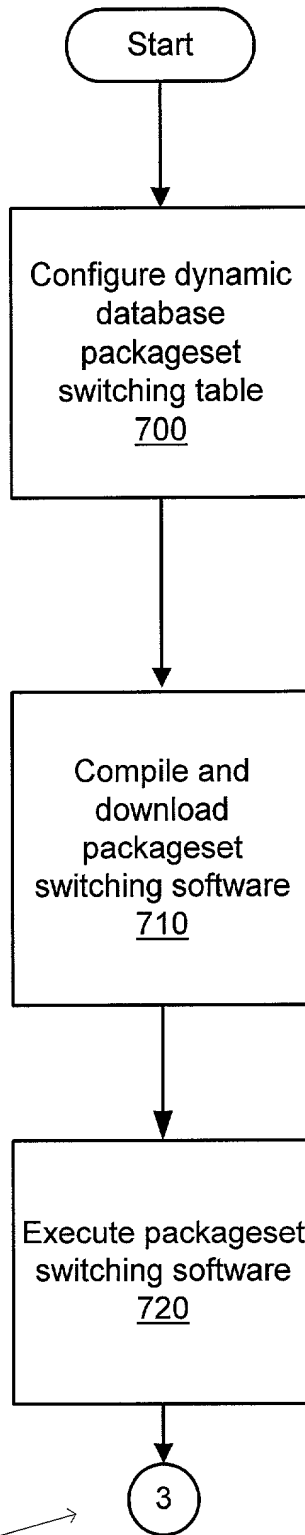 Start
Configure dynamic
database
packageset
switching table
700
Compile and
download
packageset
switching software
710
Execute packageset
switching software
720
3